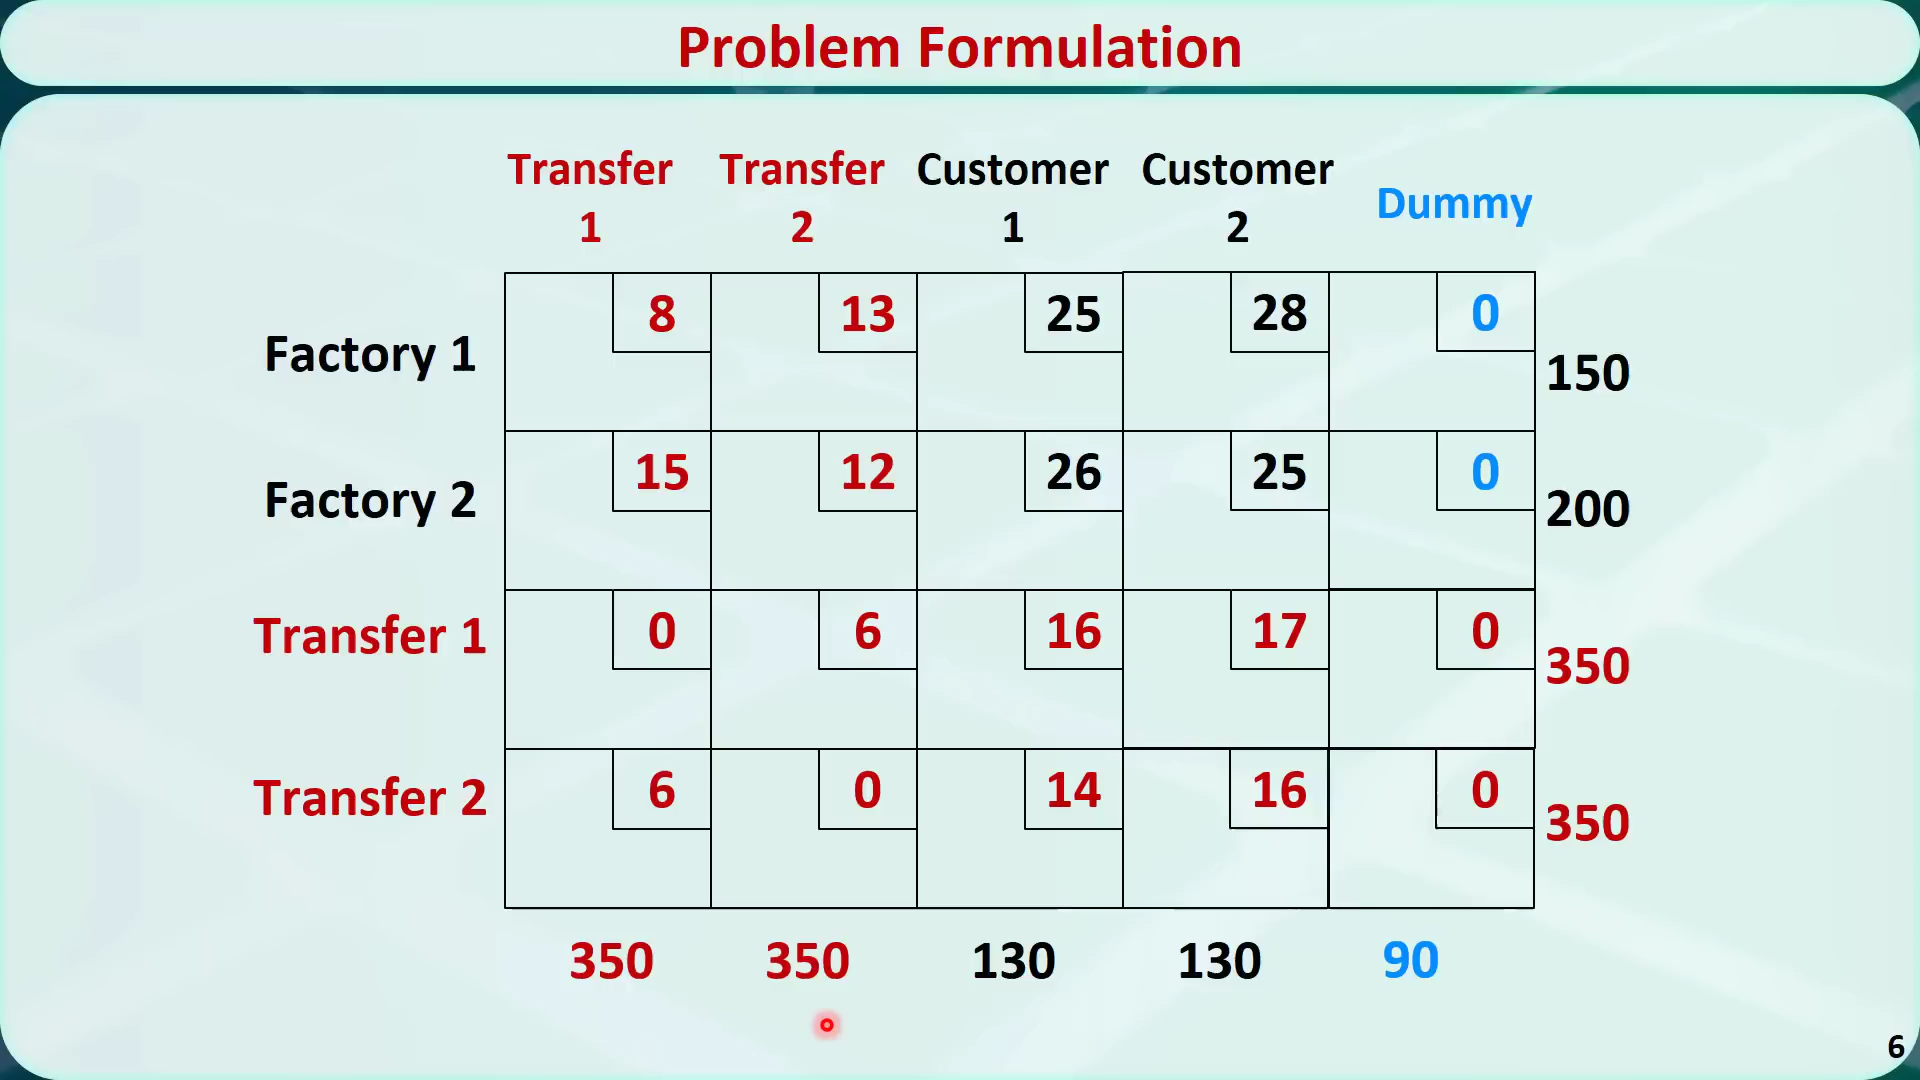 Problem Formulation
Transfer 1 Transfer 2 Customer 1 Customer 2 Dummy
Factory 1 8 13 25 28 0 150
Factory 2 15 12 26 25 0 200
Transfer 1 0 6 16 17 0 350
Transfer 2 6 0 14 16 0 350
350 350 130 130 90
6